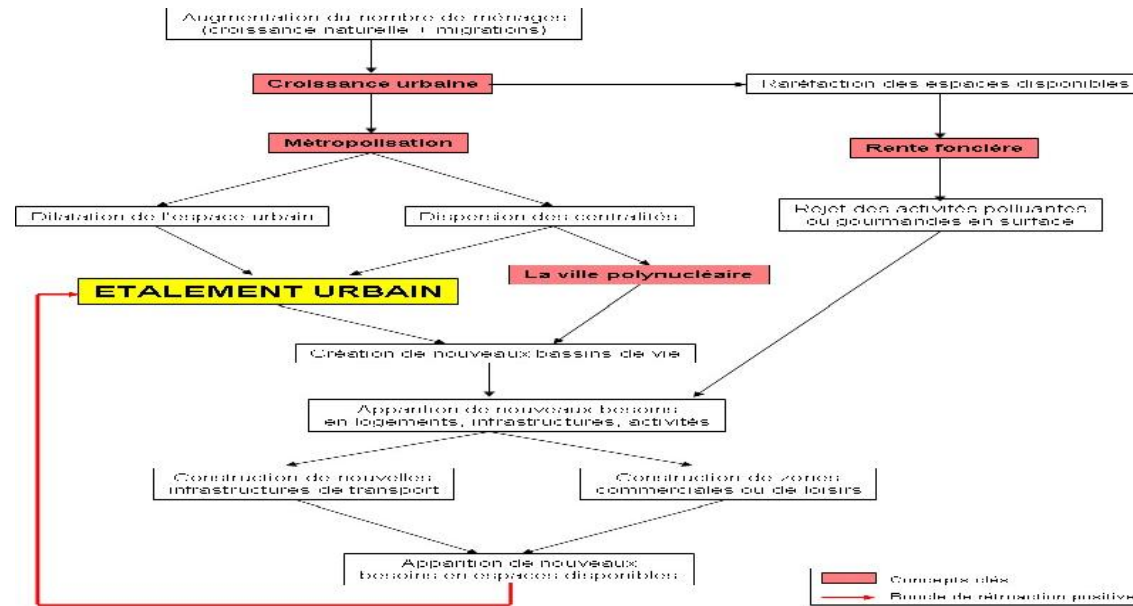 Augmentation du nombre de ménages
(croissance naturelle + migrations)
Croissance urbaine
Raréfaction des espaces disponibles
Métropolisation
Rente foncière
Dilatation de l'espace urbain
Dispersion des centralités
Rejet des activités polluantes
ou gourmandes en surface
La ville polynucléaire
ETALEMENT URBAIN
Création de nouveaux bassins de vie
Apparition de nouveaux besoins
en logements, infrastructures, activités
Construction de nouvelles
infrastructures de transport
Construction de zones
commerciales ou de loisirs
Apparition de nouveaux
besoins en espaces disponibles
Concepts clés
Boucle de rétroaction positive